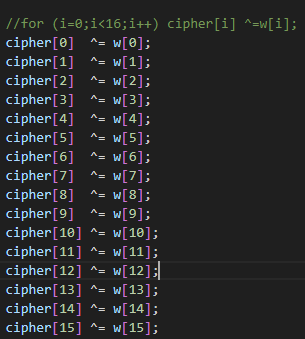 //for (i=0;i<16;i++) cipher[i] ^=w[i];
cipher[0]  ^= w[0];
cipher[1]  ^= w[1];
cipher[2]  ^= w[2];
cipher[3]  ^= w[3];
cipher[4]  ^= w[4];
cipher[5]  ^= w[5];
cipher[6]  ^= w[6];
cipher[7]  ^= w[7];
cipher[8]  ^= w[8];
cipher[9]  ^= w[9];
cipher[10] ^= w[10];
cipher[11] ^= w[11];
cipher[12] ^= w[12];
cipher[13] ^= w[13];
cipher[14] ^= w[14];
cipher[15] ^= w[15];